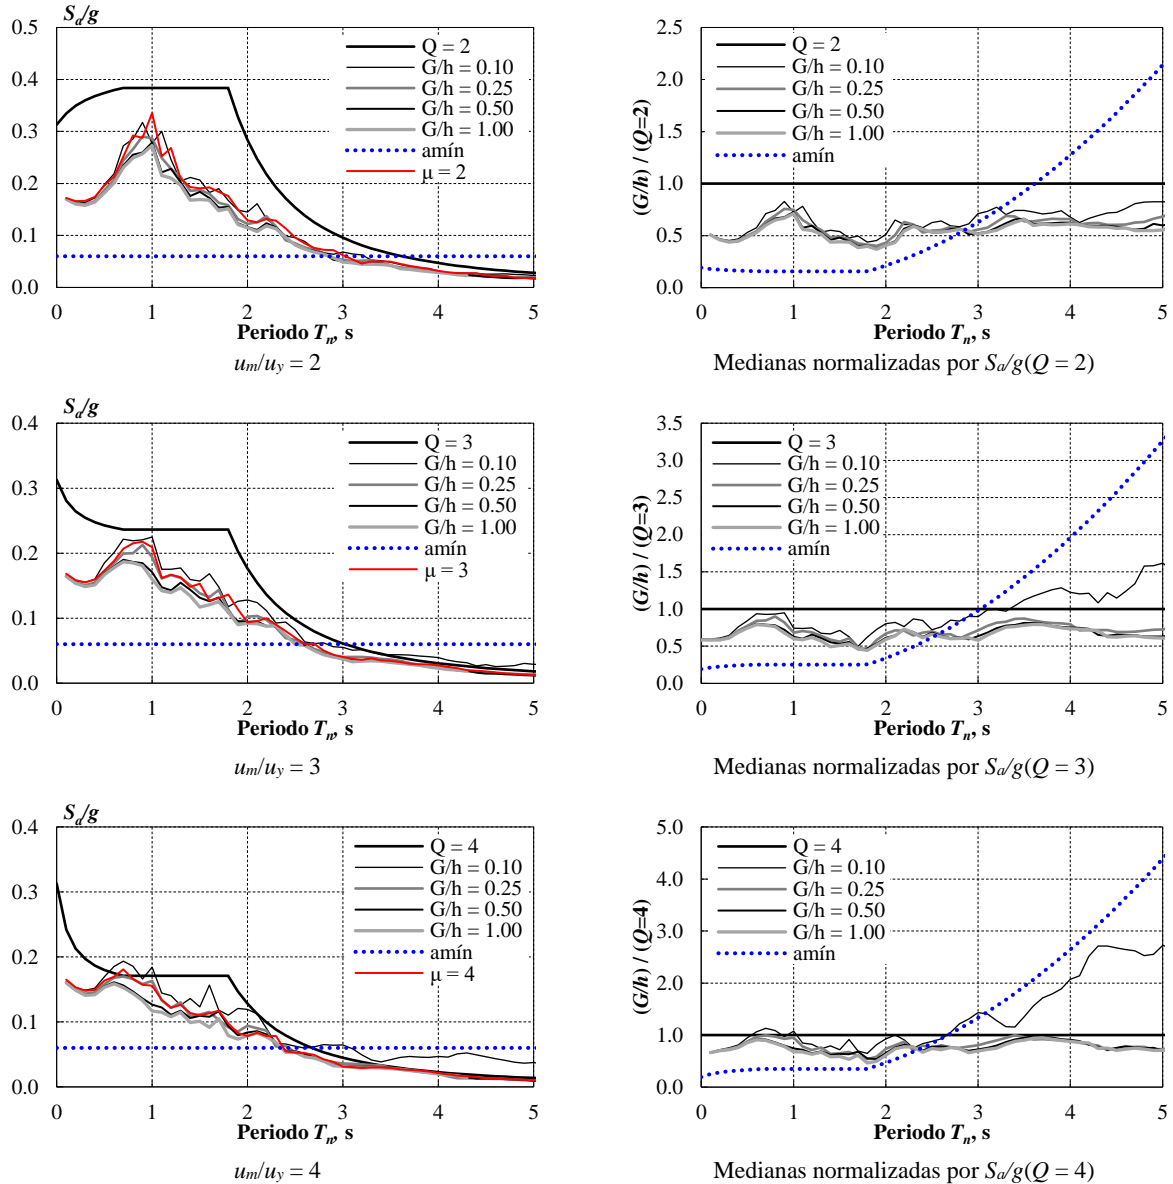 Sa/g
0.5
0.4
0.3
0.2
0.1
0.0
0 1 2 3 4 5
Q = 2
G/h = 0.10
G/h = 0.25
G/h = 0.50
G/h = 1.00
amín
μ = 2
Periodo Tn, s
um/uy = 2
2.5
2.0
1.5
1.0
0.5
0.0
0 1 2 3 4 5
(G/h) / (Q=2)
Q = 2
G/h = 0.10
G/h = 0.25
G/h = 0.50
G/h = 1.00
amín
Periodo Tn, s
Medianas normalizadas por Sa/g(Q = 2)
Sa/g
0.4
0.3
0.2
0.1
0.0
0 1 2 3 4 5
Q = 3
G/h = 0.10
G/h = 0.25
G/h = 0.50
G/h = 1.00
amín
μ = 3
Periodo Tn, s
um/uy = 3
3.5
3.0
2.5
2.0
1.5
1.0
0.5
0.0
0 1 2 3 4 5
(G/h) / (Q=3)
Q = 3
G/h = 0.10
G/h = 0.25
G/h = 0.50
G/h = 1.00
amín
Periodo Tn, s
Medianas normalizadas por Sa/g(Q = 3)
Sa/g
0.4
0.3
0.2
0.1
0.0
0 1 2 3 4 5
Q = 4
G/h = 0.10
G/h = 0.25
G/h = 0.50
G/h = 1.00
amín
μ = 4
Periodo Tn, s
um/uy = 4
5.0
4.0
3.0
2.0
1.0
0.0
0 1 2 3 4 5
(G/h) / (Q=4)
Q = 4
G/h = 0.10
G/h = 0.25
G/h = 0.50
G/h = 1.00
amín
Periodo Tn, s
Medianas normalizadas por Sa/g(Q = 4)